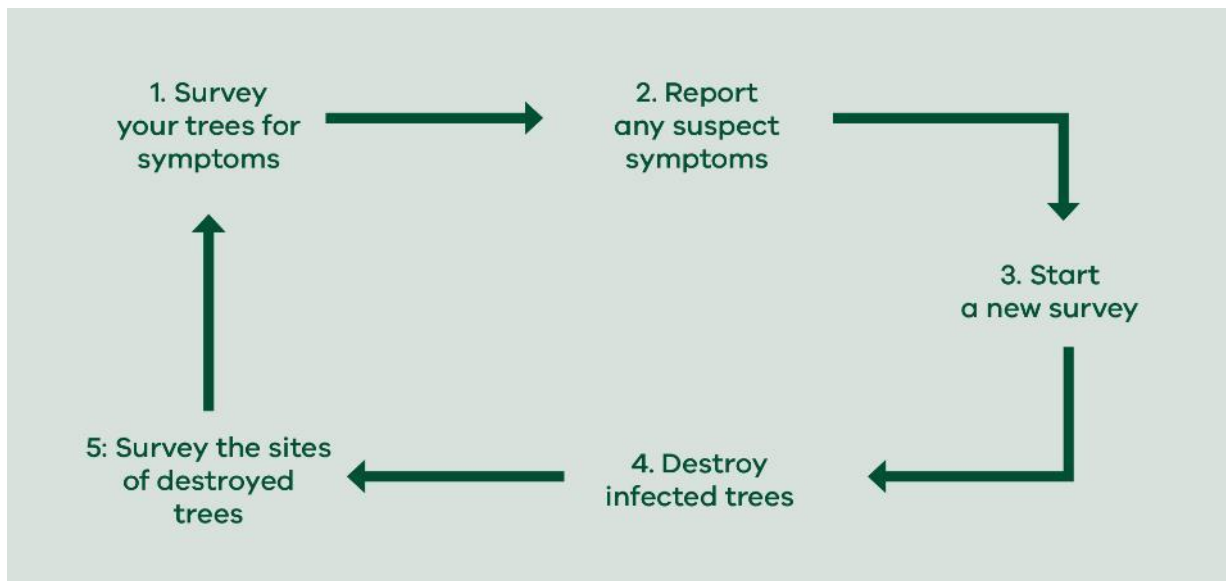 1. Survey
your trees for
symptoms
2. Report
any suspect
symptoms
3. Start
a new survey
4. Destroy
infected trees
5: Survey the sites
of destroyed
trees